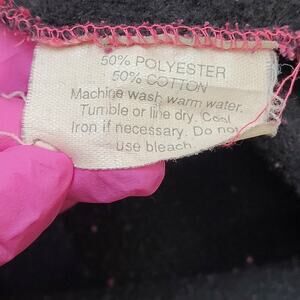 50% POLYESTER
50% COTTON
Machine wash warm water.
Tumble or line dry. Cool
Iron if necessary. Do not
use bleach.